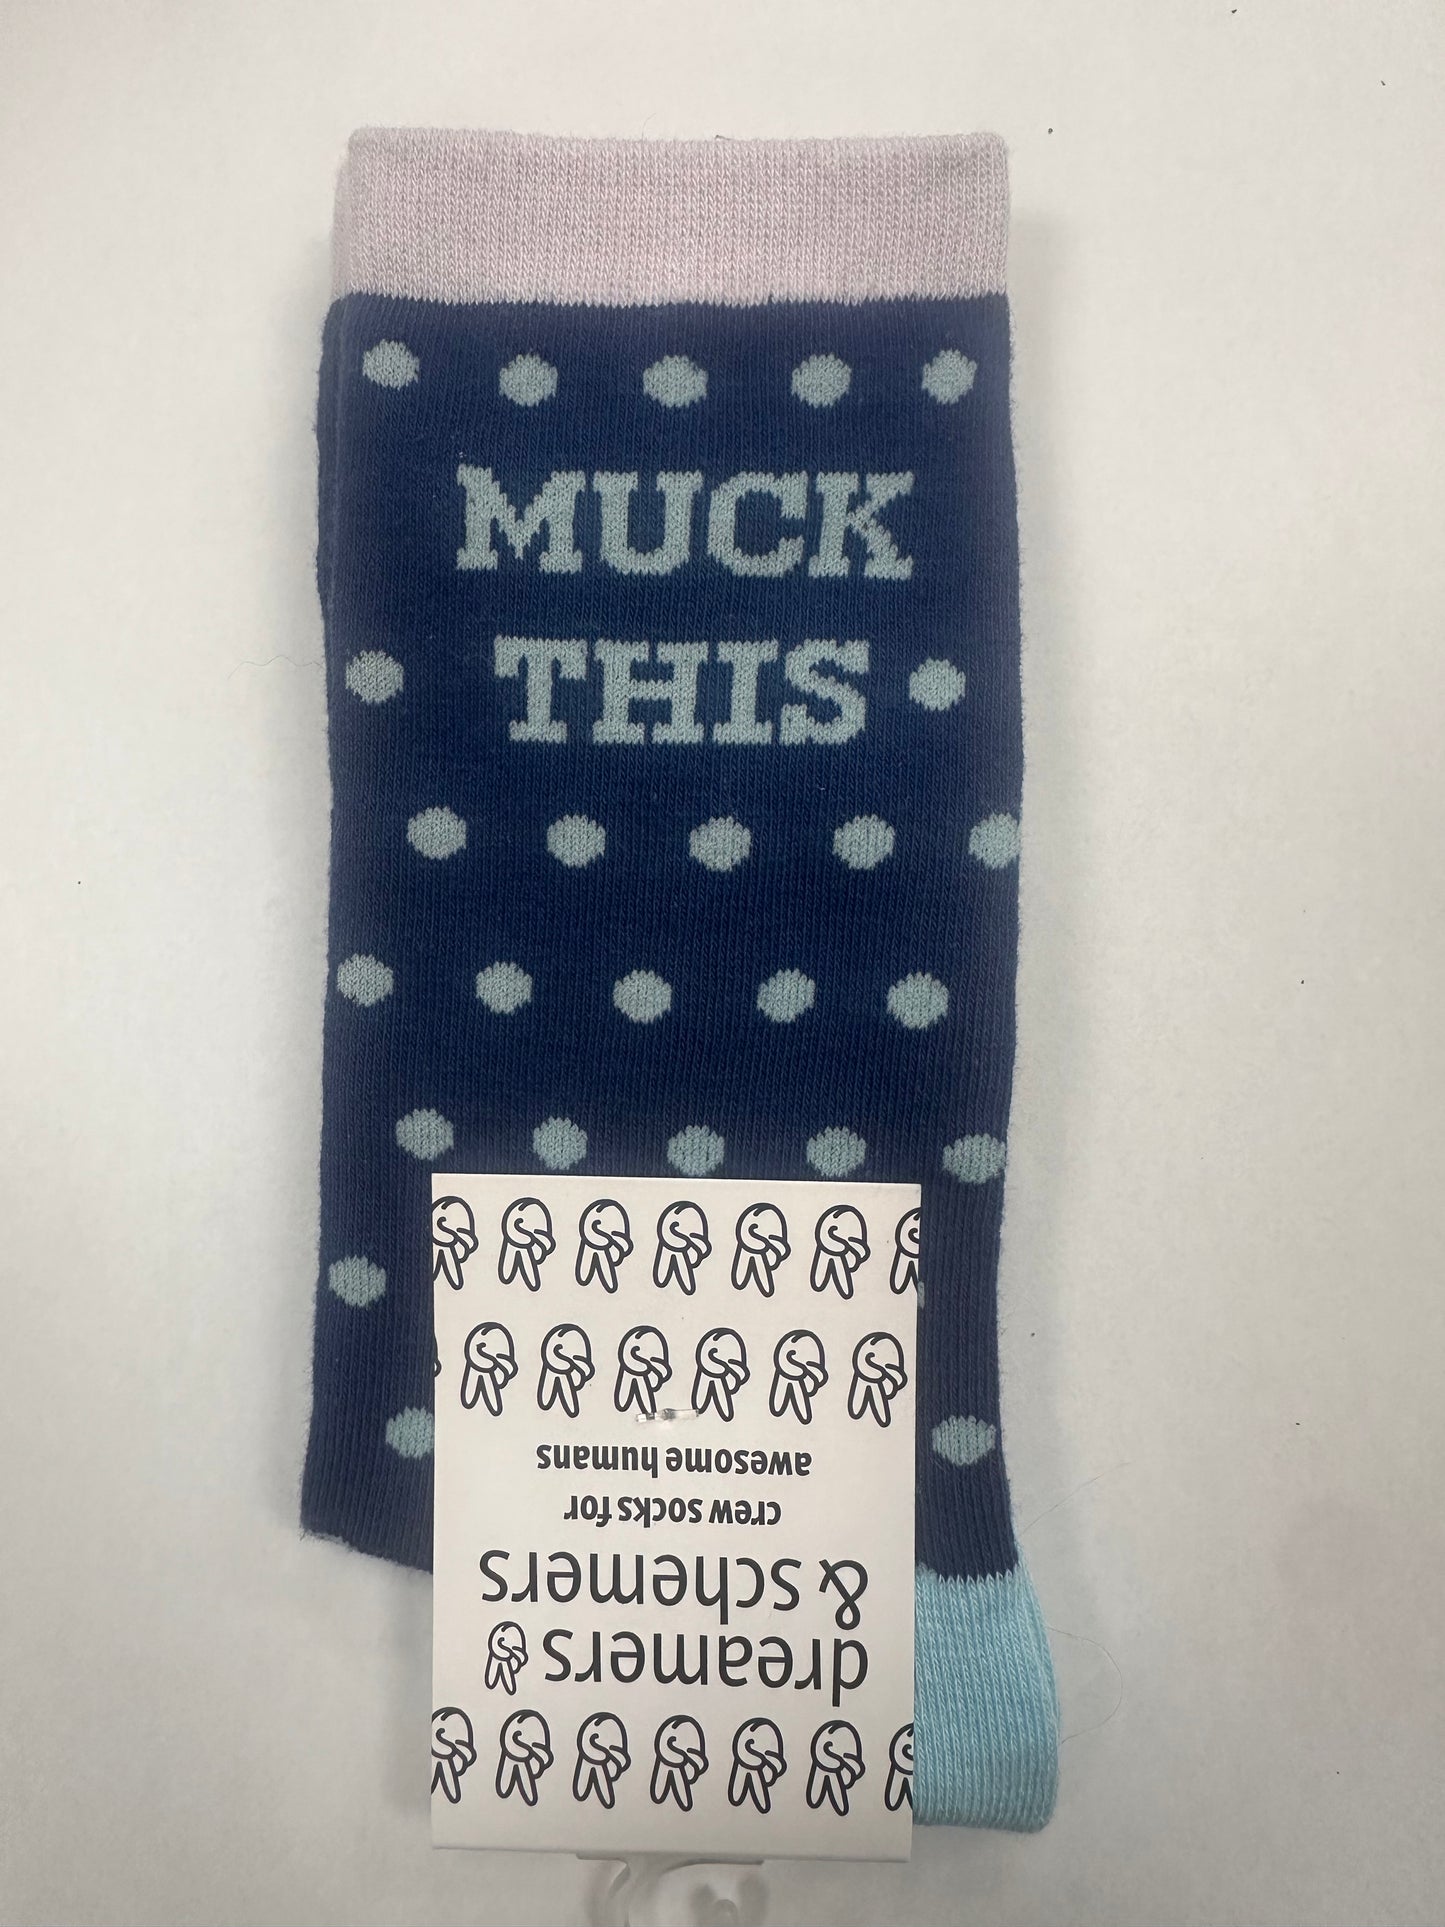 MUCK
THIS
dreamers
& schemers
crew socks for
awesome humans